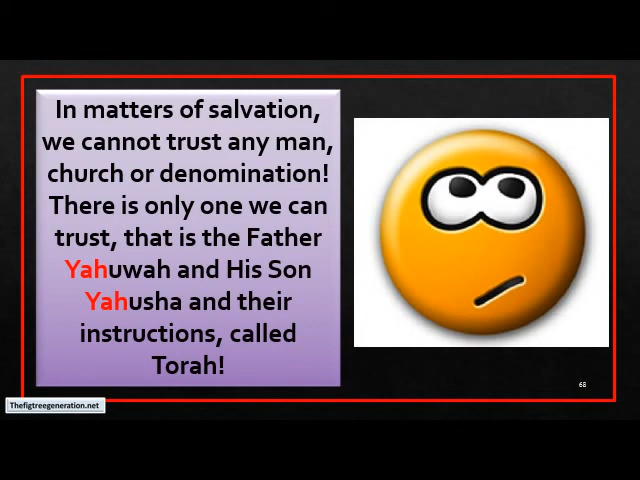 In matters of salvation,
we cannot trust any man,
church or denomination!
There is only one we can
trust, that is the Father
Yahuwah and His Son
Yahusha and their
instructions, called
Torah!
68
Thefigtreegeneration.net